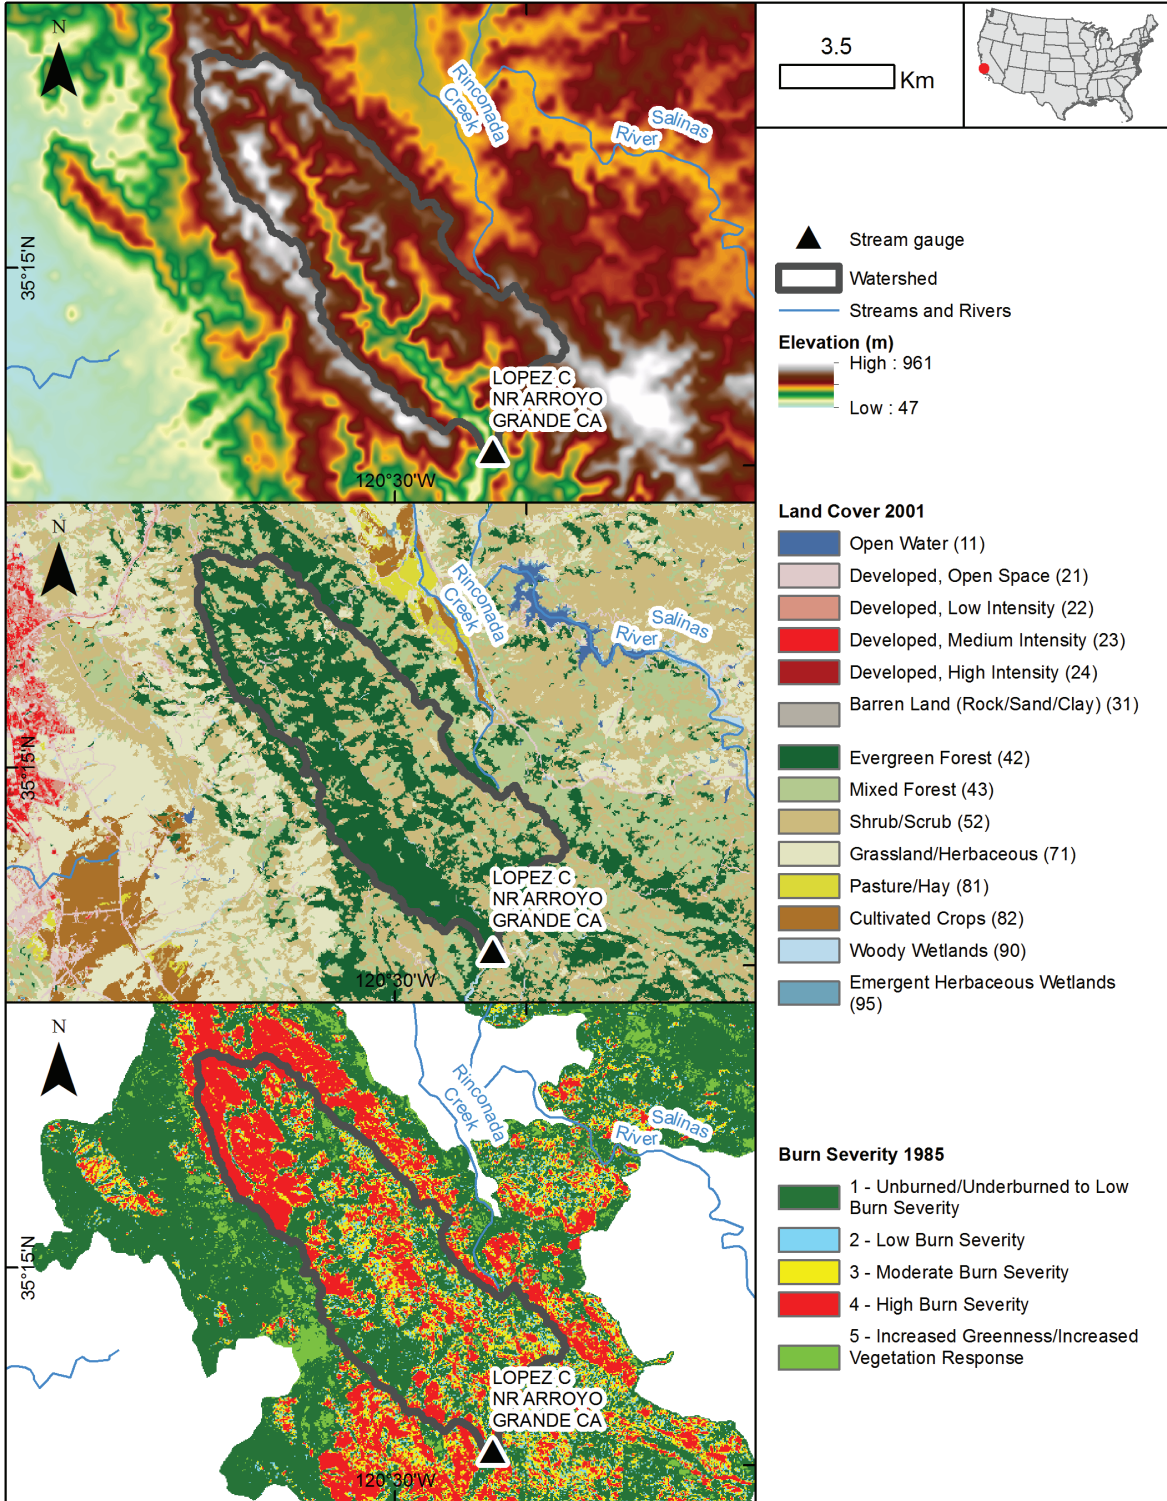 N
Rinconada
Creek
Salinas
River
35°15'N
LOPEZ C
NR ARROYO
GRANDE CA
120°30'W
3.5
Km
Stream gauge
Watershed
Streams and Rivers
Elevation (m)
High : 961
Low : 47
N
Rinconada
Creek
Salinas
River
35°15'N
LOPEZ C
NR ARROYO
GRANDE CA
120°30'W
Land Cover 2001
Open Water (11)
Developed, Open Space (21)
Developed, Low Intensity (22)
Developed, Medium Intensity (23)
Developed, High Intensity (24)
Barren Land (Rock/Sand/Clay) (31)
Evergreen Forest (42)
Mixed Forest (43)
Shrub/Scrub (52)
Grassland/Herbaceous (71)
Pasture/Hay (81)
Cultivated Crops (82)
Woody Wetlands (90)
Emergent Herbaceous Wetlands
(95)
N
Rinconada
Creek
Salinas
River
35°15'N
LOPEZ C
NR ARROYO
GRANDE CA
120°30'W
Burn Severity 1985
1 - Unburned/Underburned to Low
Burn Severity
2 - Low Burn Severity
3 - Moderate Burn Severity
4 - High Burn Severity
5 - Increased Greenness/Increased
Vegetation Response